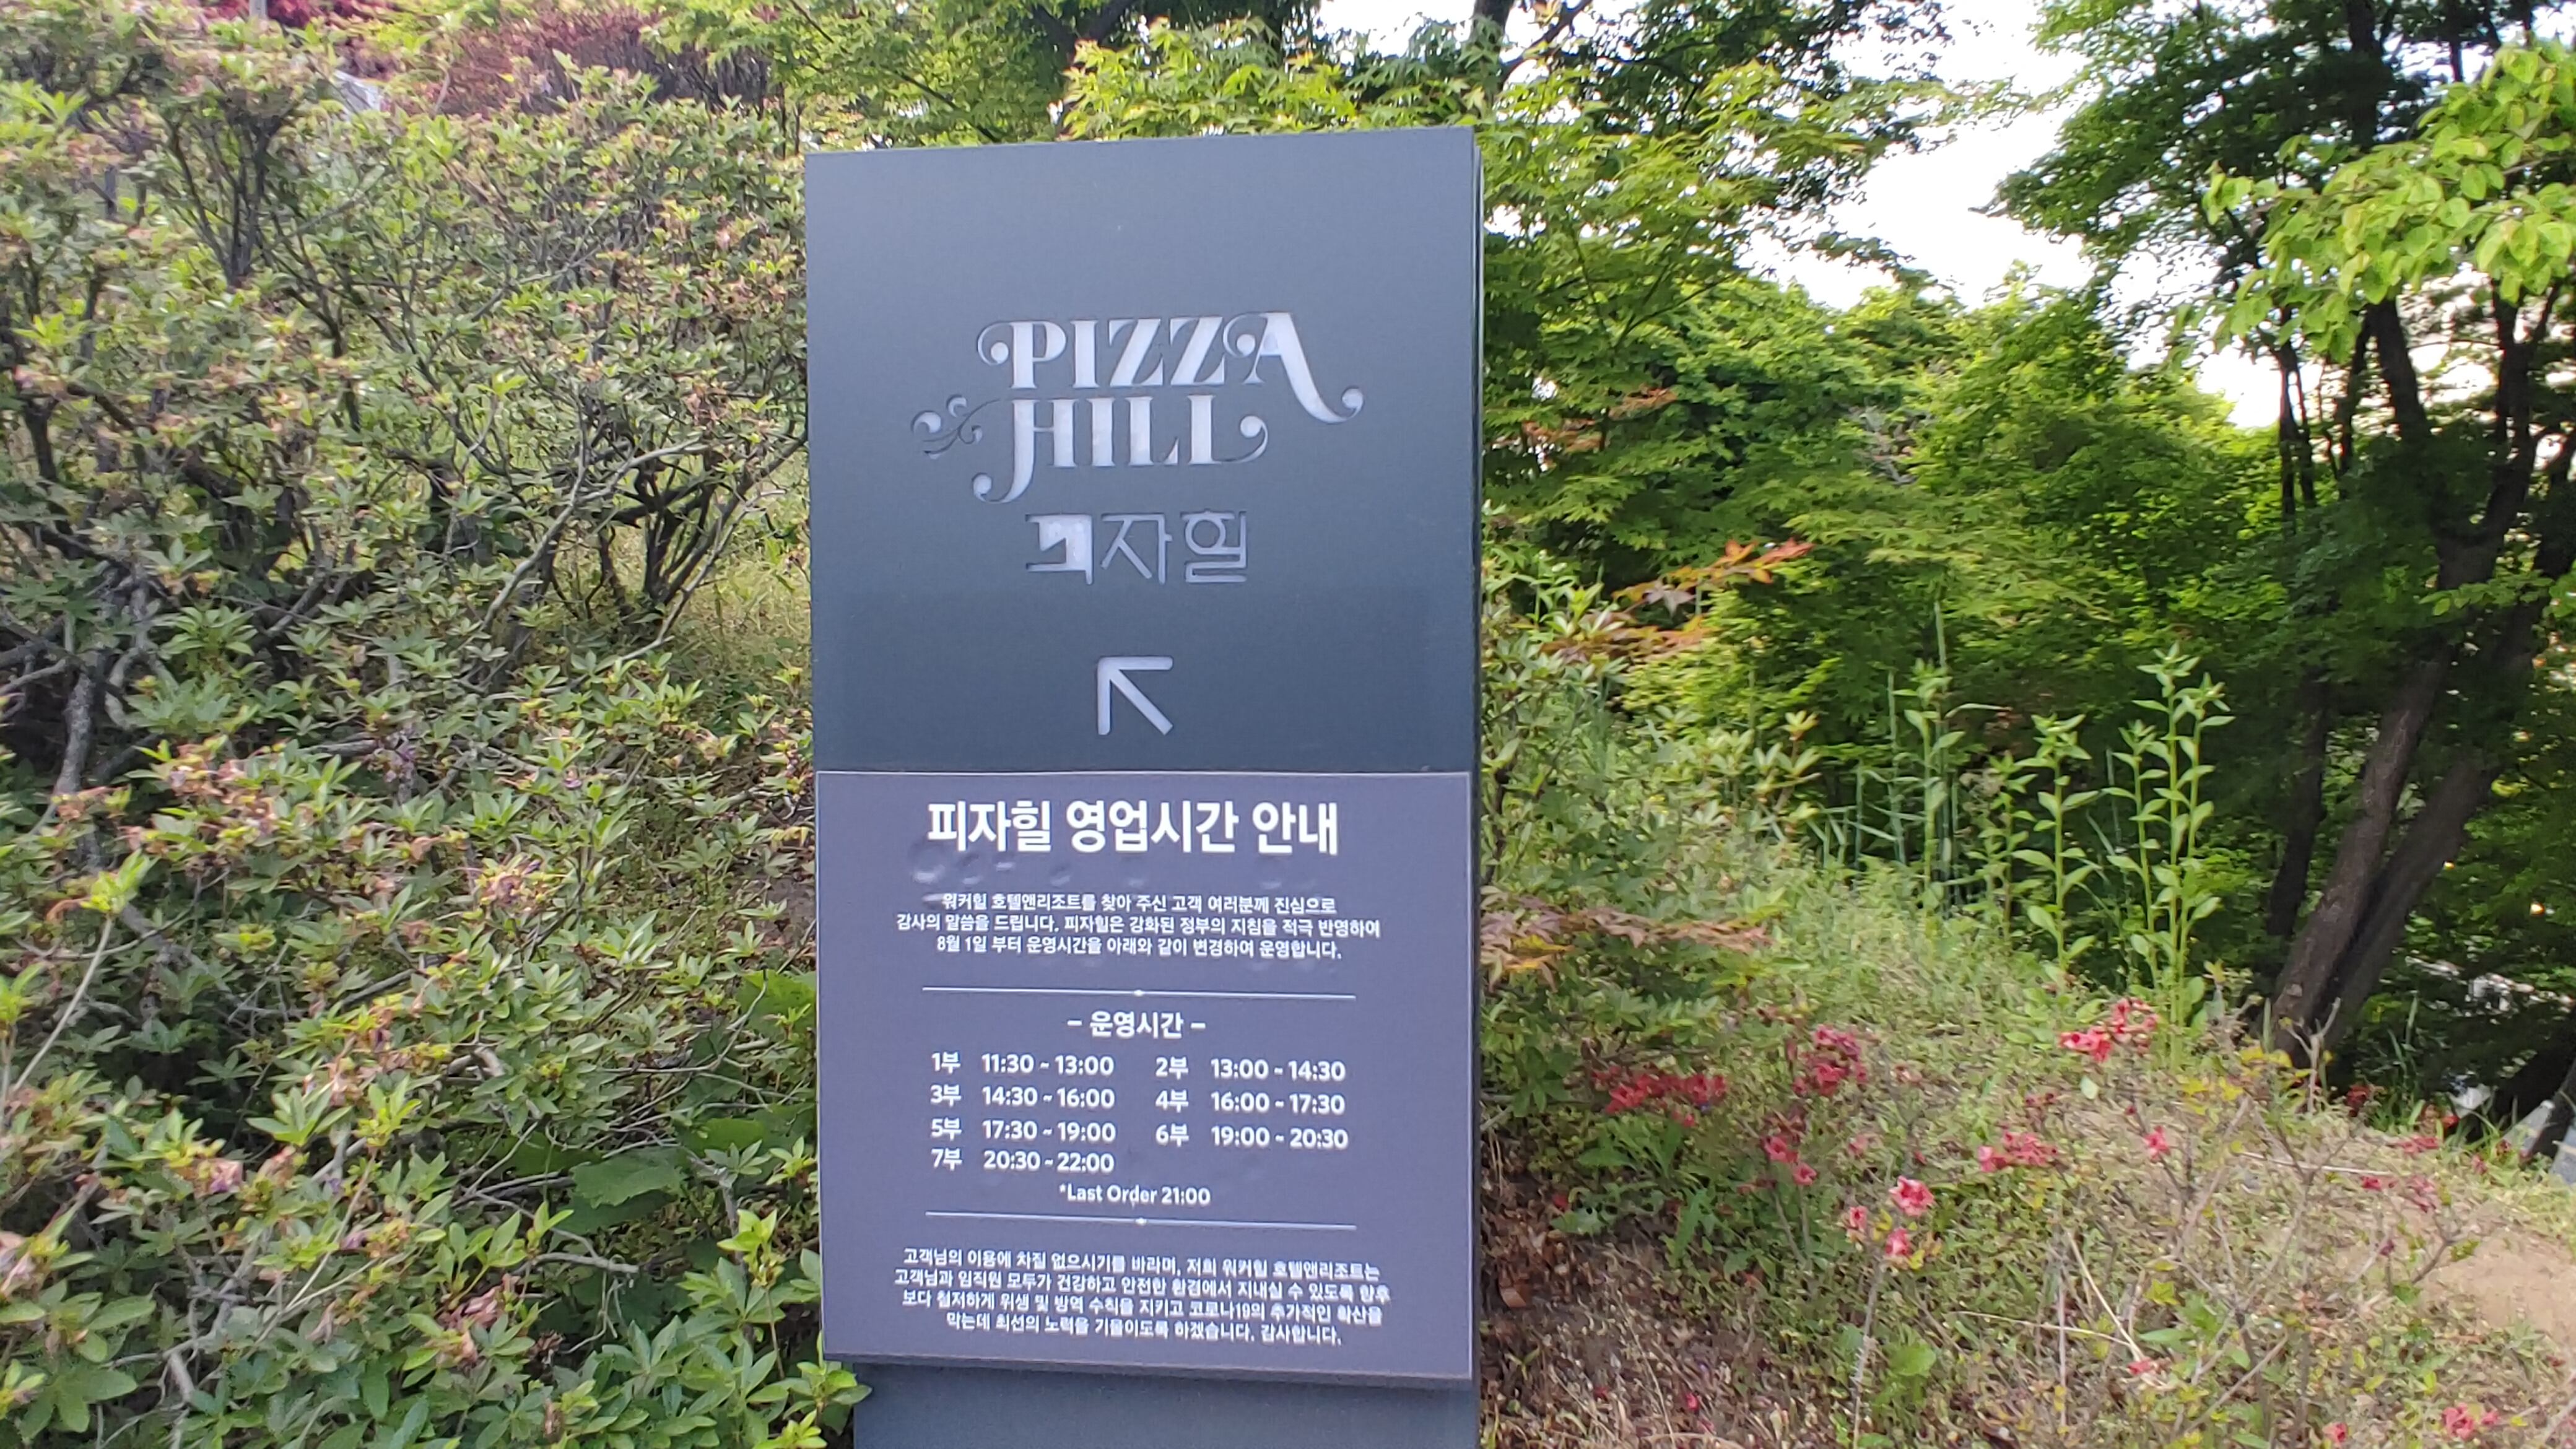 PIZZA
HILL
피자힐
피자힐 영업시간 안내
워커힐 호텔앤리조트를 찾아 주신 고객 여러분께 진심으로
감사의 말씀을 드립니다. 피자힐은 강화된 정부의 지침을 적극 반영하여
8월 1일 부터 운영시간을 아래와 같이 변경하여 운영합니다.
– 운영시간 –
1부 11:30 ~ 13:00 2부 13:00 ~ 14:30
3부 14:30 ~ 16:00 4부 16:00 ~ 17:30
5부 17:30 ~ 19:00 6부 19:00 ~ 20:30
7부 20:30 ~ 22:00
*Last Order 21:00
고객님의 이용에 차질 없으시기를 바라며, 저희 워커힐 호텔앤리조트는
고객님과 임직원 모두가 건강하고 안전한 환경에서 지내실 수 있도록 향후
보다 철저하게 위생 및 방역 수칙을 지키고 코로나19의 추가적인 확산을
막는데 최선의 노력을 기울이도록 하겠습니다. 감사합니다.